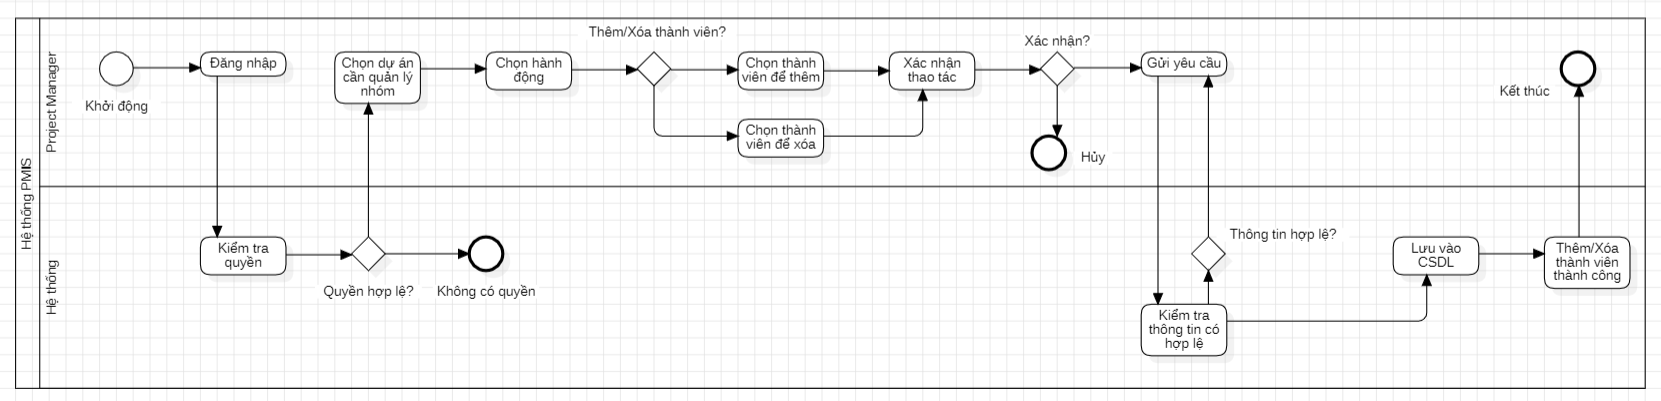 Hệ thống PMIS
Project Manager
Khởi động
Đăng nhập
Chọn dự án
cần quản lý
nhóm
Chọn hành
động
Thêm/Xóa thành viên?
Chọn thành
viên để thêm
Chọn thành
viên để xóa
Xác nhận
thao tác
Xác nhận?
Hủy
Gửi yêu cầu
Kết thúc
Hệ thống
Kiểm tra
quyền
Quyền hợp lệ?
Không có quyền
Thông tin hợp lệ?
Kiểm tra
thông tin có
hợp lệ
Lưu vào
CSDL
Thêm/Xóa
thành viên
thành công